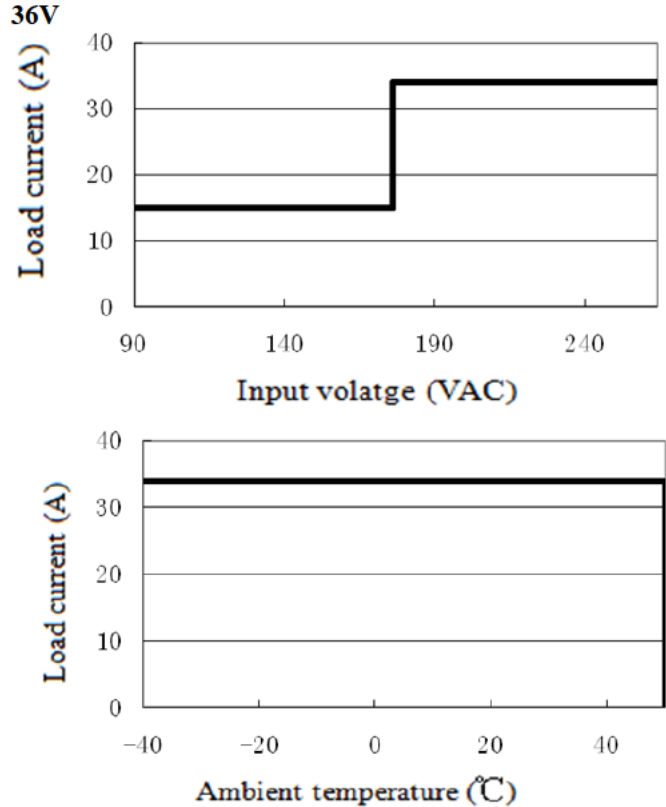 36V
Load current (A)
40
30
20
10
0
90 140 190 240
Input volatge (VAC)
Load current (A)
40
30
20
10
0
−40 −20 0 20 40
Ambient temperature (℃)